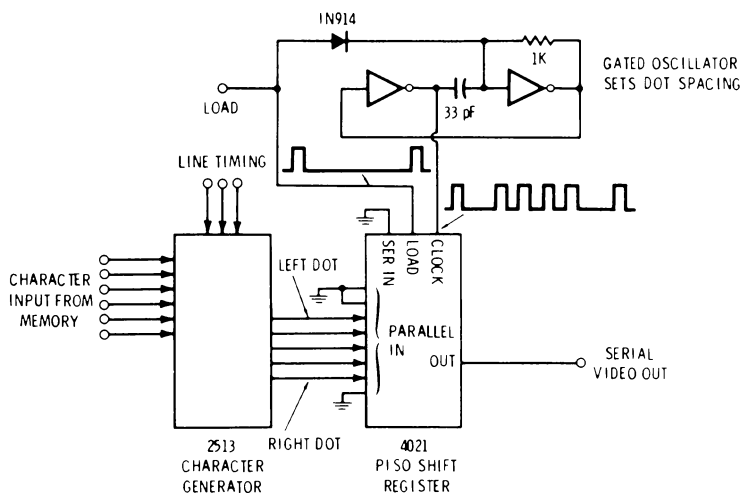 IN914
1K
GATED OSCILLATOR
SETS DOT SPACING
LOAD
33 pF
LINE TIMING
CHARACTER
INPUT FROM
MEMORY
LEFT DOT
SER IN
LOAD
CLOCK
PARALLEL
IN
OUT
SERIAL
VIDEO OUT
RIGHT DOT
2513
CHARACTER
GENERATOR
4021
PISO SHIFT
REGISTER